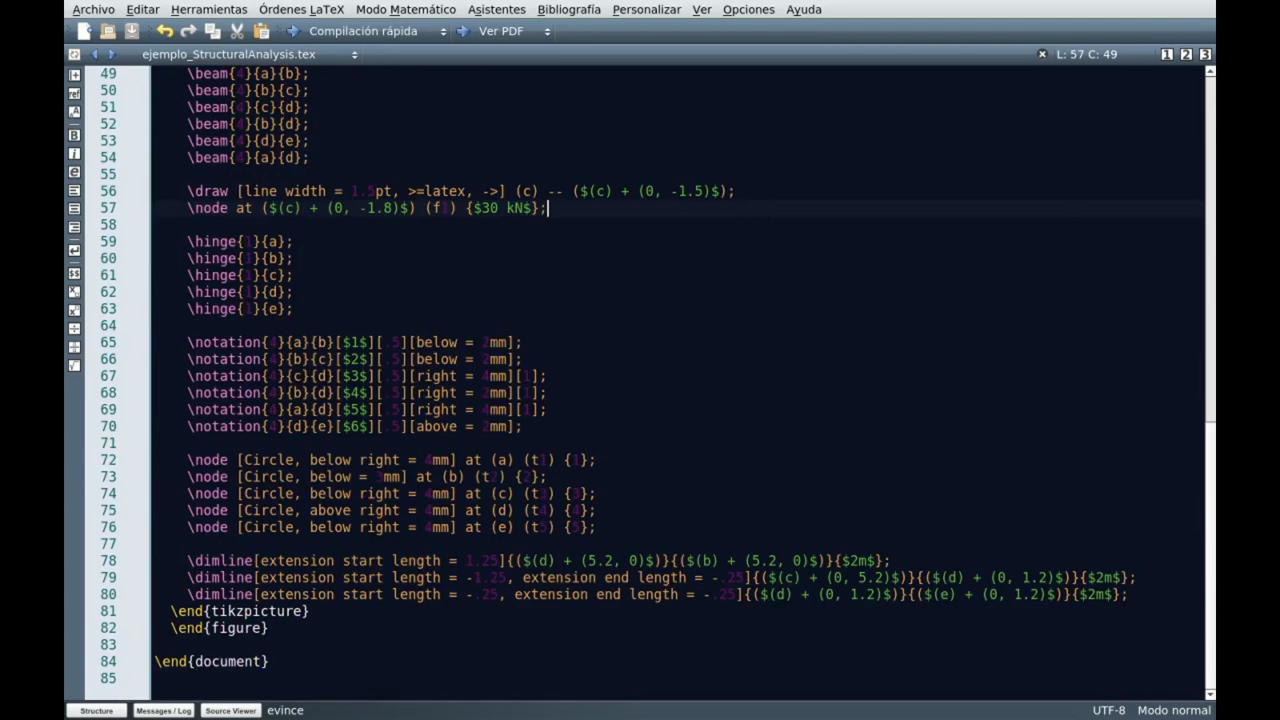 Archivo Editar Herramientas Órdenes LaTeX Modo Matemático Asistentes Bibliografía Personalizar Ver Opciones Ayuda
Compilación rápida Ver PDF
ejemplo_StructuralAnalysis.tex L: 57 C: 49 1 2 3
49 \beam{4}{a}{b};
50 \beam{4}{b}{c};
51 \beam{4}{c}{d};
52 \beam{4}{b}{d};
53 \beam{4}{d}{e};
54 \beam{4}{a}{d};
55
56 \draw [line width = 1.5pt, >=latex, ->] (c) -- ($(c) + (0, -1.5)$);
57 \node at ($(c) + (0, -1.8)$) (f1) {$30 kN$};
58
59 \hinge{1}{a};
60 \hinge{1}{b};
61 \hinge{1}{c};
62 \hinge{1}{d};
63 \hinge{1}{e};
64
65 \notation{4}{a}{b}[$1$][.5][below = 2mm];
66 \notation{4}{b}{c}[$2$][.5][below = 2mm];
67 \notation{4}{c}{d}[$3$][.5][right = 4mm][1];
68 \notation{4}{b}{d}[$4$][.5][right = 2mm][1];
69 \notation{4}{a}{d}[$5$][.5][right = 4mm][1];
70 \notation{4}{d}{e}[$6$][.5][above = 2mm];
71
72 \node [Circle, below right = 4mm] at (a) (t1) {1};
73 \node [Circle, below = 3mm] at (b) (t2) {2};
74 \node [Circle, below right = 4mm] at (c) (t3) {3};
75 \node [Circle, above right = 4mm] at (d) (t4) {4};
76 \node [Circle, below right = 4mm] at (e) (t5) {5};
77
78 \dimline[extension start length = 1.25]{($(d) + (5.2, 0)$)}{($(b) + (5.2, 0)$)}{$2m$};
79 \dimline[extension start length = -1.25, extension end length = -.25]{($(c) + (0, 5.2)$)}{($(d) + (0, 1.2)$)}{$2m$};
80 \dimline[extension start length = -.25, extension end length = -.25]{($(d) + (0, 1.2)$)}{($(e) + (0, 1.2)$)}{$2m$};
81 \end{tikzpicture}
82 \end{figure}
83
84 \end{document}
85
Structure Messages / Log Source Viewer evince UTF-8 Modo normal